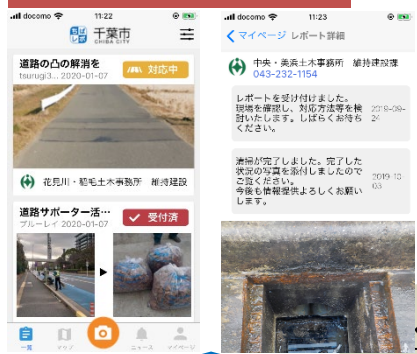 docomo 11:22
ちば 千葉市
CHIBA CITY
道路の凸の解消を
tsurugi3... 2020-01-07
対応中
花見川・稲毛土木事務所 維持建設
道路サポーター活…
ブルーレイ 2020-01-07
受付済
一覧 マップ ニュース マイページ
docomo 11:23
マイページ レポート詳細
中央・美浜土木事務所 維持建設課
043-232-1154
レポートを受け付けました。
現場を確認し、対応方法等を検
討いたします。しばらくお待ち
ください。
2019-09-
24
清掃が完了しました。完了した
状況の写真を添付しましたので
ご覧ください。
今後も情報提供よろしくお願い
します。
2019-10-
03